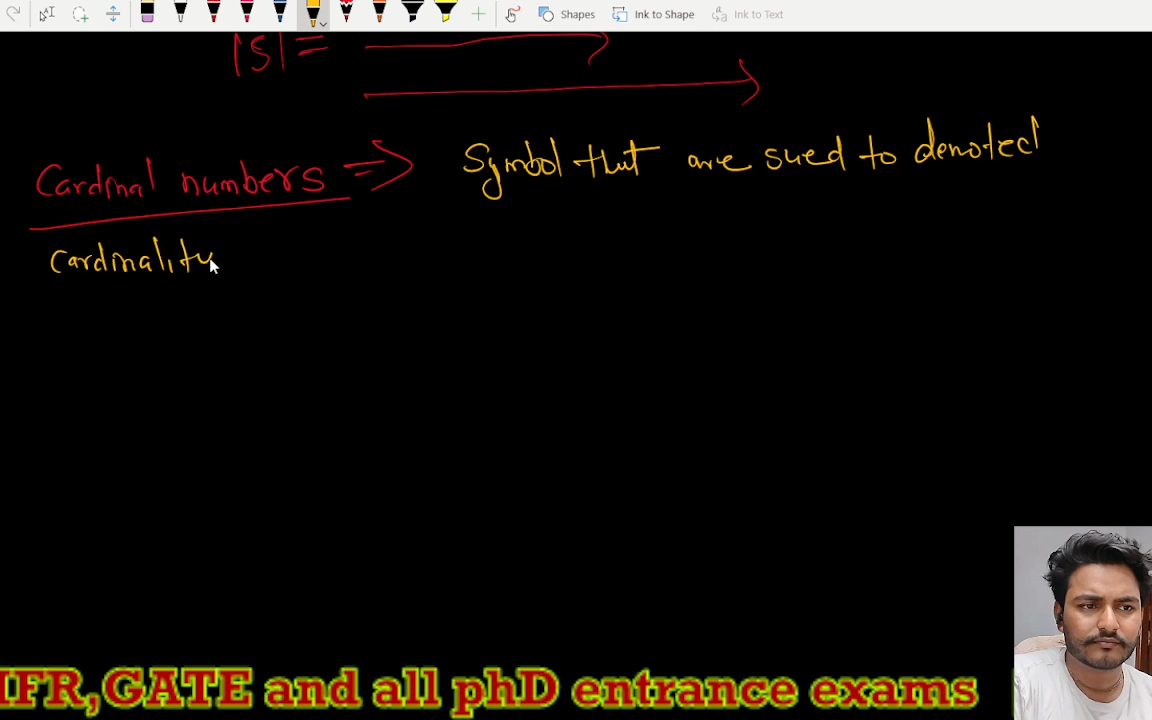 Shapes Ink to Shape Ink to Text
|S| =
Cardinal numbers => Symbol that are sued to denoted
Cardinality
IFR,GATE and all phD entrance exams